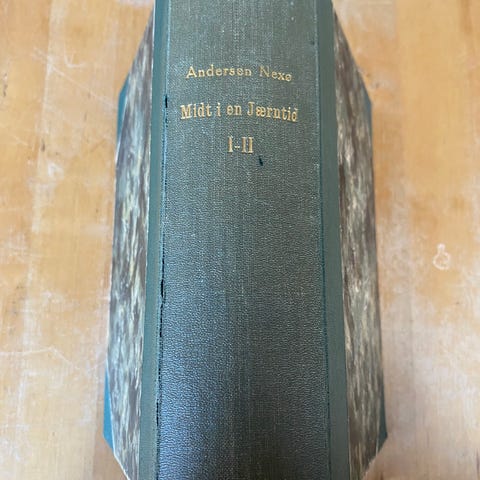 Andersen Nexø
Midt i en Jærntid
I-II